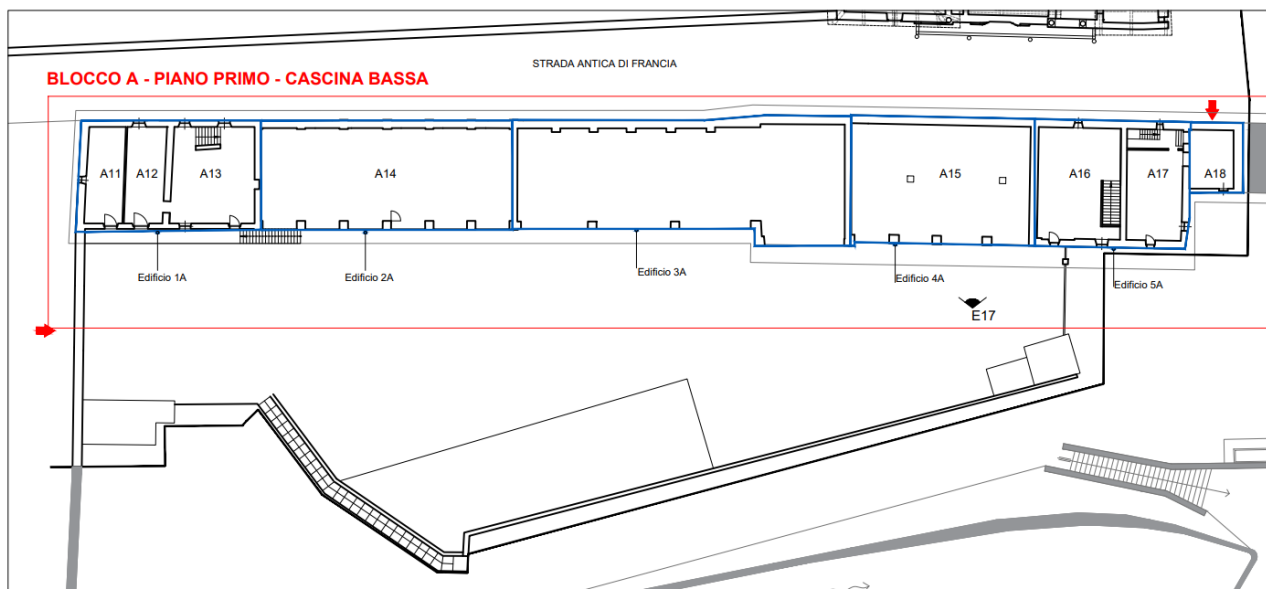 STRADA ANTICA DI FRANCIA
BLOCCO A - PIANO PRIMO - CASCINA BASSA
A11
A12
A13
A14
A15
A16
A17
A18
Edificio 1A
Edificio 2A
Edificio 3A
Edificio 4A
Edificio 5A
E17